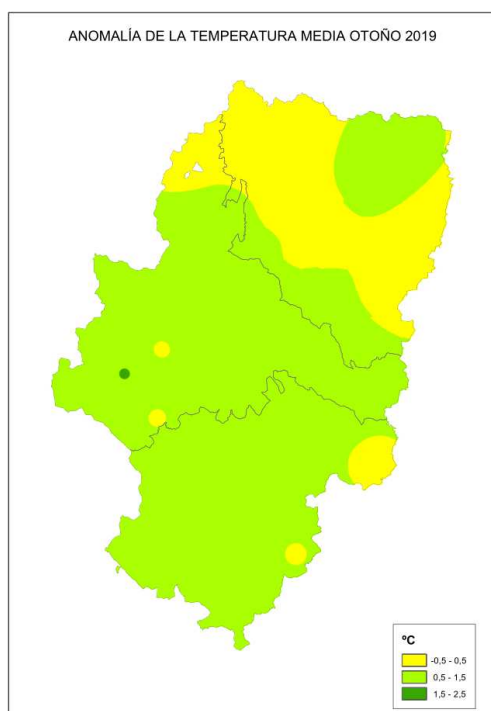 ANOMALÍA DE LA TEMPERATURA MEDIA OTOÑO 2019
ºC
-0,5 - 0,5
0,5 - 1,5
1,5 - 2,5